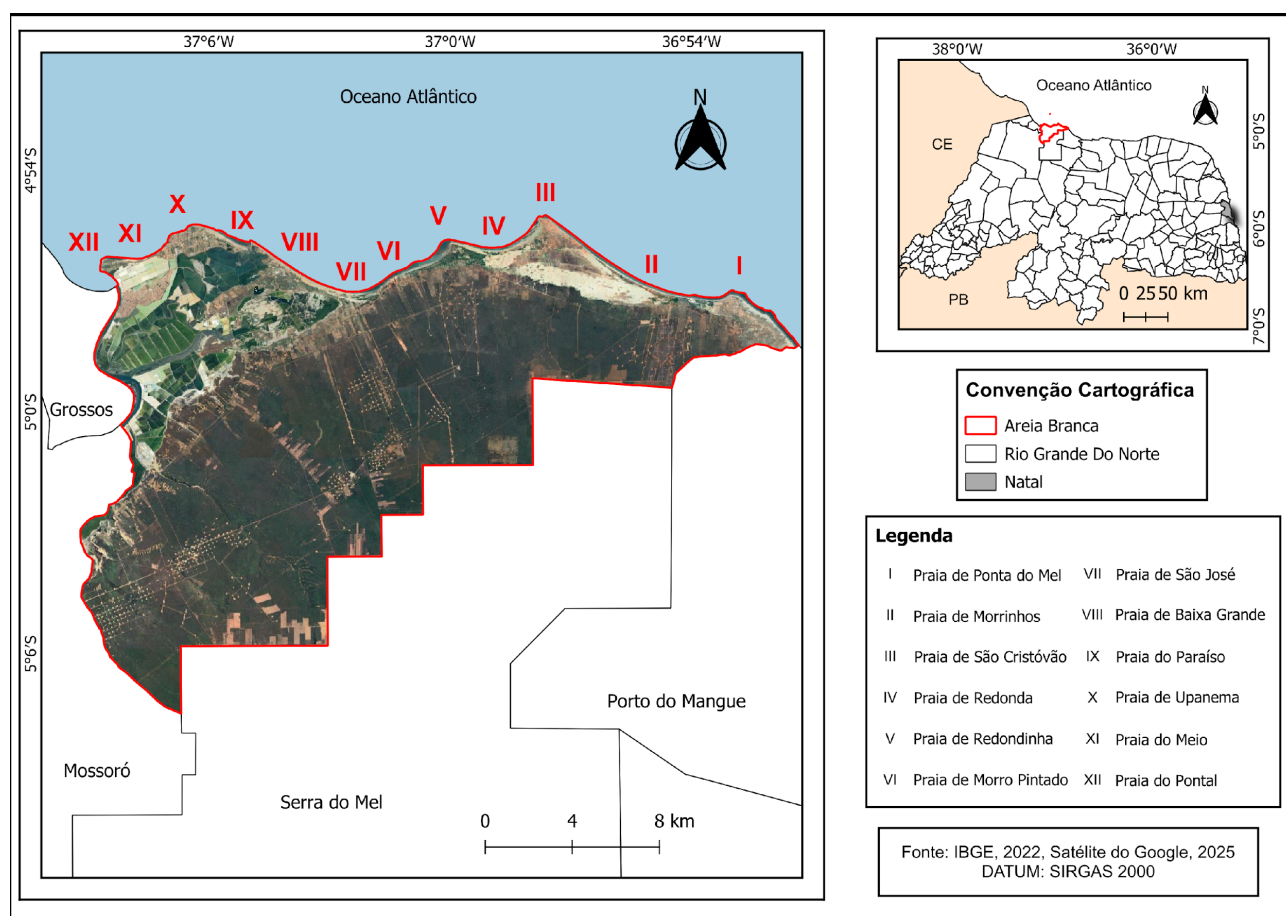 37°6'W 37°0'W 36°54'W
4°54'S
5°0'S
5°6'S
Oceano Atlântico
N
III
X
V
IX
IV
XII
XI
VIII
VI
VII
II
I
Grossos
Porto do Mangue
Mossoró
Serra do Mel
0 4 8 km
38°0'W 36°0'W
Oceano Atlântico
N
CE
PB
0 2550 km
5°0'S
6°0'S
7°0'S
Convenção Cartográfica
Areia Branca
Rio Grande Do Norte
Natal
Legenda
I Praia de Ponta do Mel
II Praia de Morrinhos
III Praia de São Cristóvão
IV Praia de Redonda
V Praia de Redondinha
VI Praia de Morro Pintado
VII Praia de São José
VIII Praia de Baixa Grande
IX Praia do Paraíso
X Praia de Upanema
XI Praia do Meio
XII Praia do Pontal
Fonte: IBGE, 2022, Satélite do Google, 2025
DATUM: SIRGAS 2000